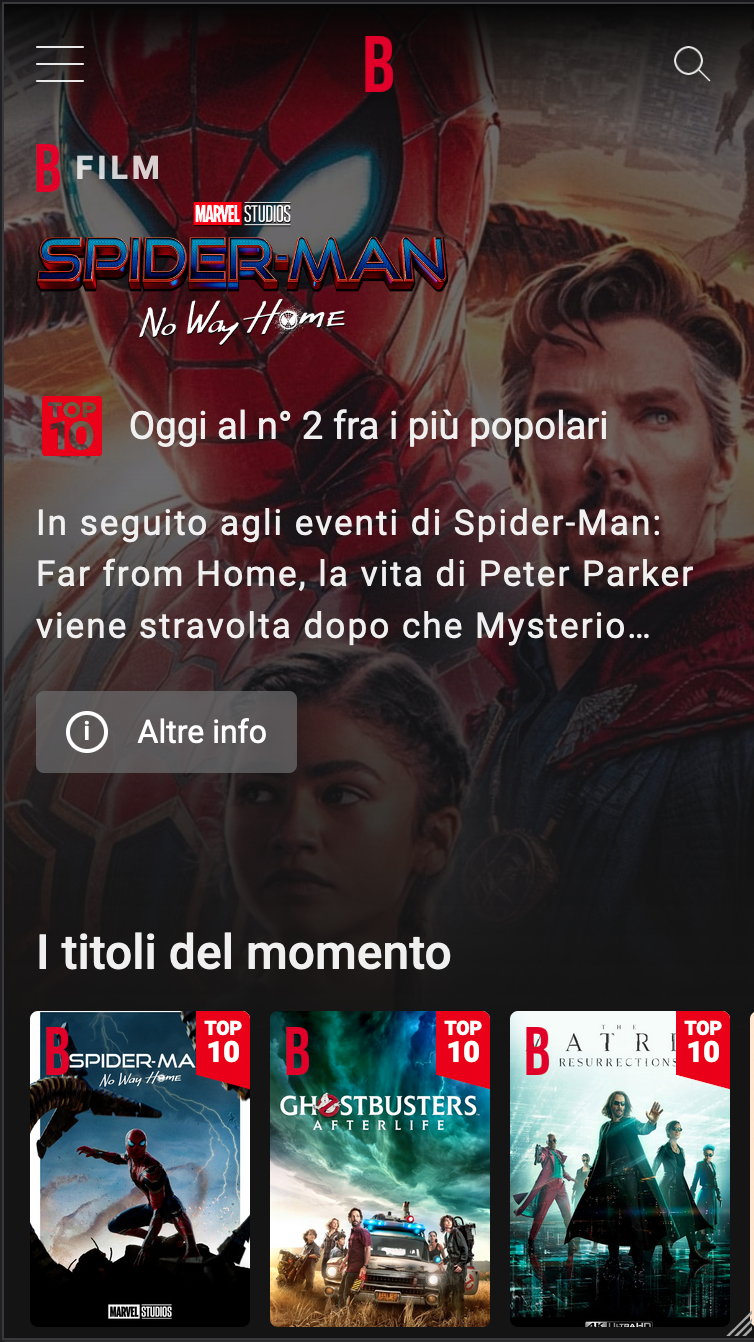 B
B FILM
MARVEL STUDIOS
SPIDER-MAN
No Way Home
TOP
10
Oggi al n° 2 fra i più popolari
In seguito agli eventi di Spider-Man:
Far from Home, la vita di Peter Parker
viene stravolta dopo che Mysterio…
i Altre info
I titoli del momento
B
SPIDER-MA
No Way Home
TOP
10
MARVEL STUDIOS
B
TOP
10
GHOSTBUSTERS
AFTERLIFE
B
THE
ATRI
RESURRECTIONS
TOP
10
4K ULTRAHD